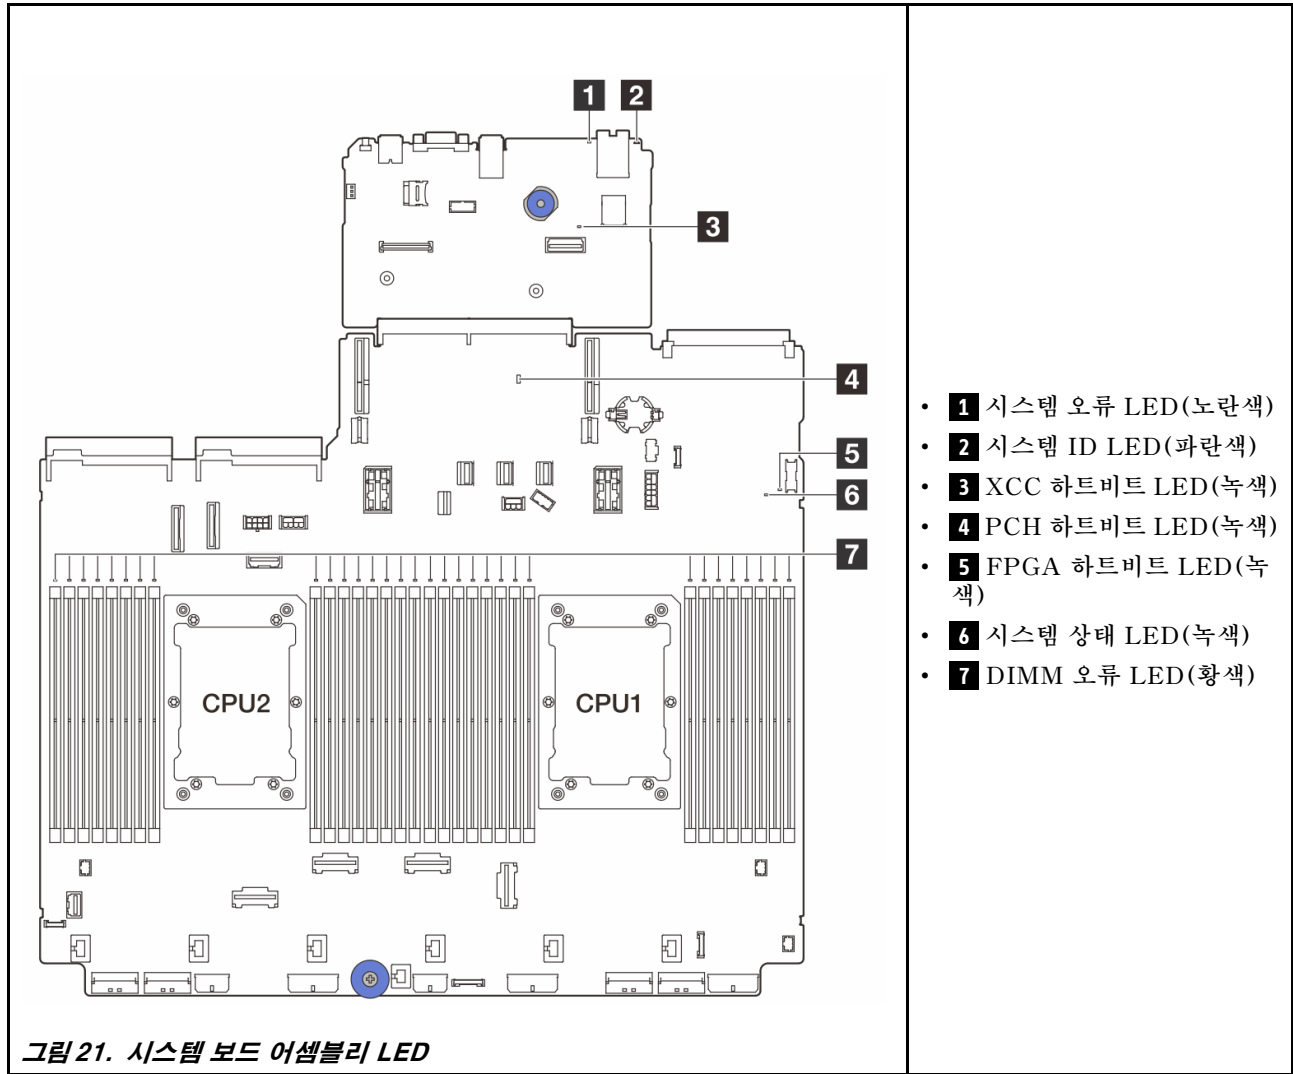 1 2
3
4
5
6
7
CPU2 CPU1
그림 21. 시스템 보드 어셈블리 LED
• 1 시스템 오류 LED(노란색)
• 2 시스템 ID LED(파란색)
• 3 XCC 하트비트 LED(녹색)
• 4 PCH 하트비트 LED(녹색)
• 5 FPGA 하트비트 LED(녹
색)
• 6 시스템 상태 LED(녹색)
• 7 DIMM 오류 LED(황색)